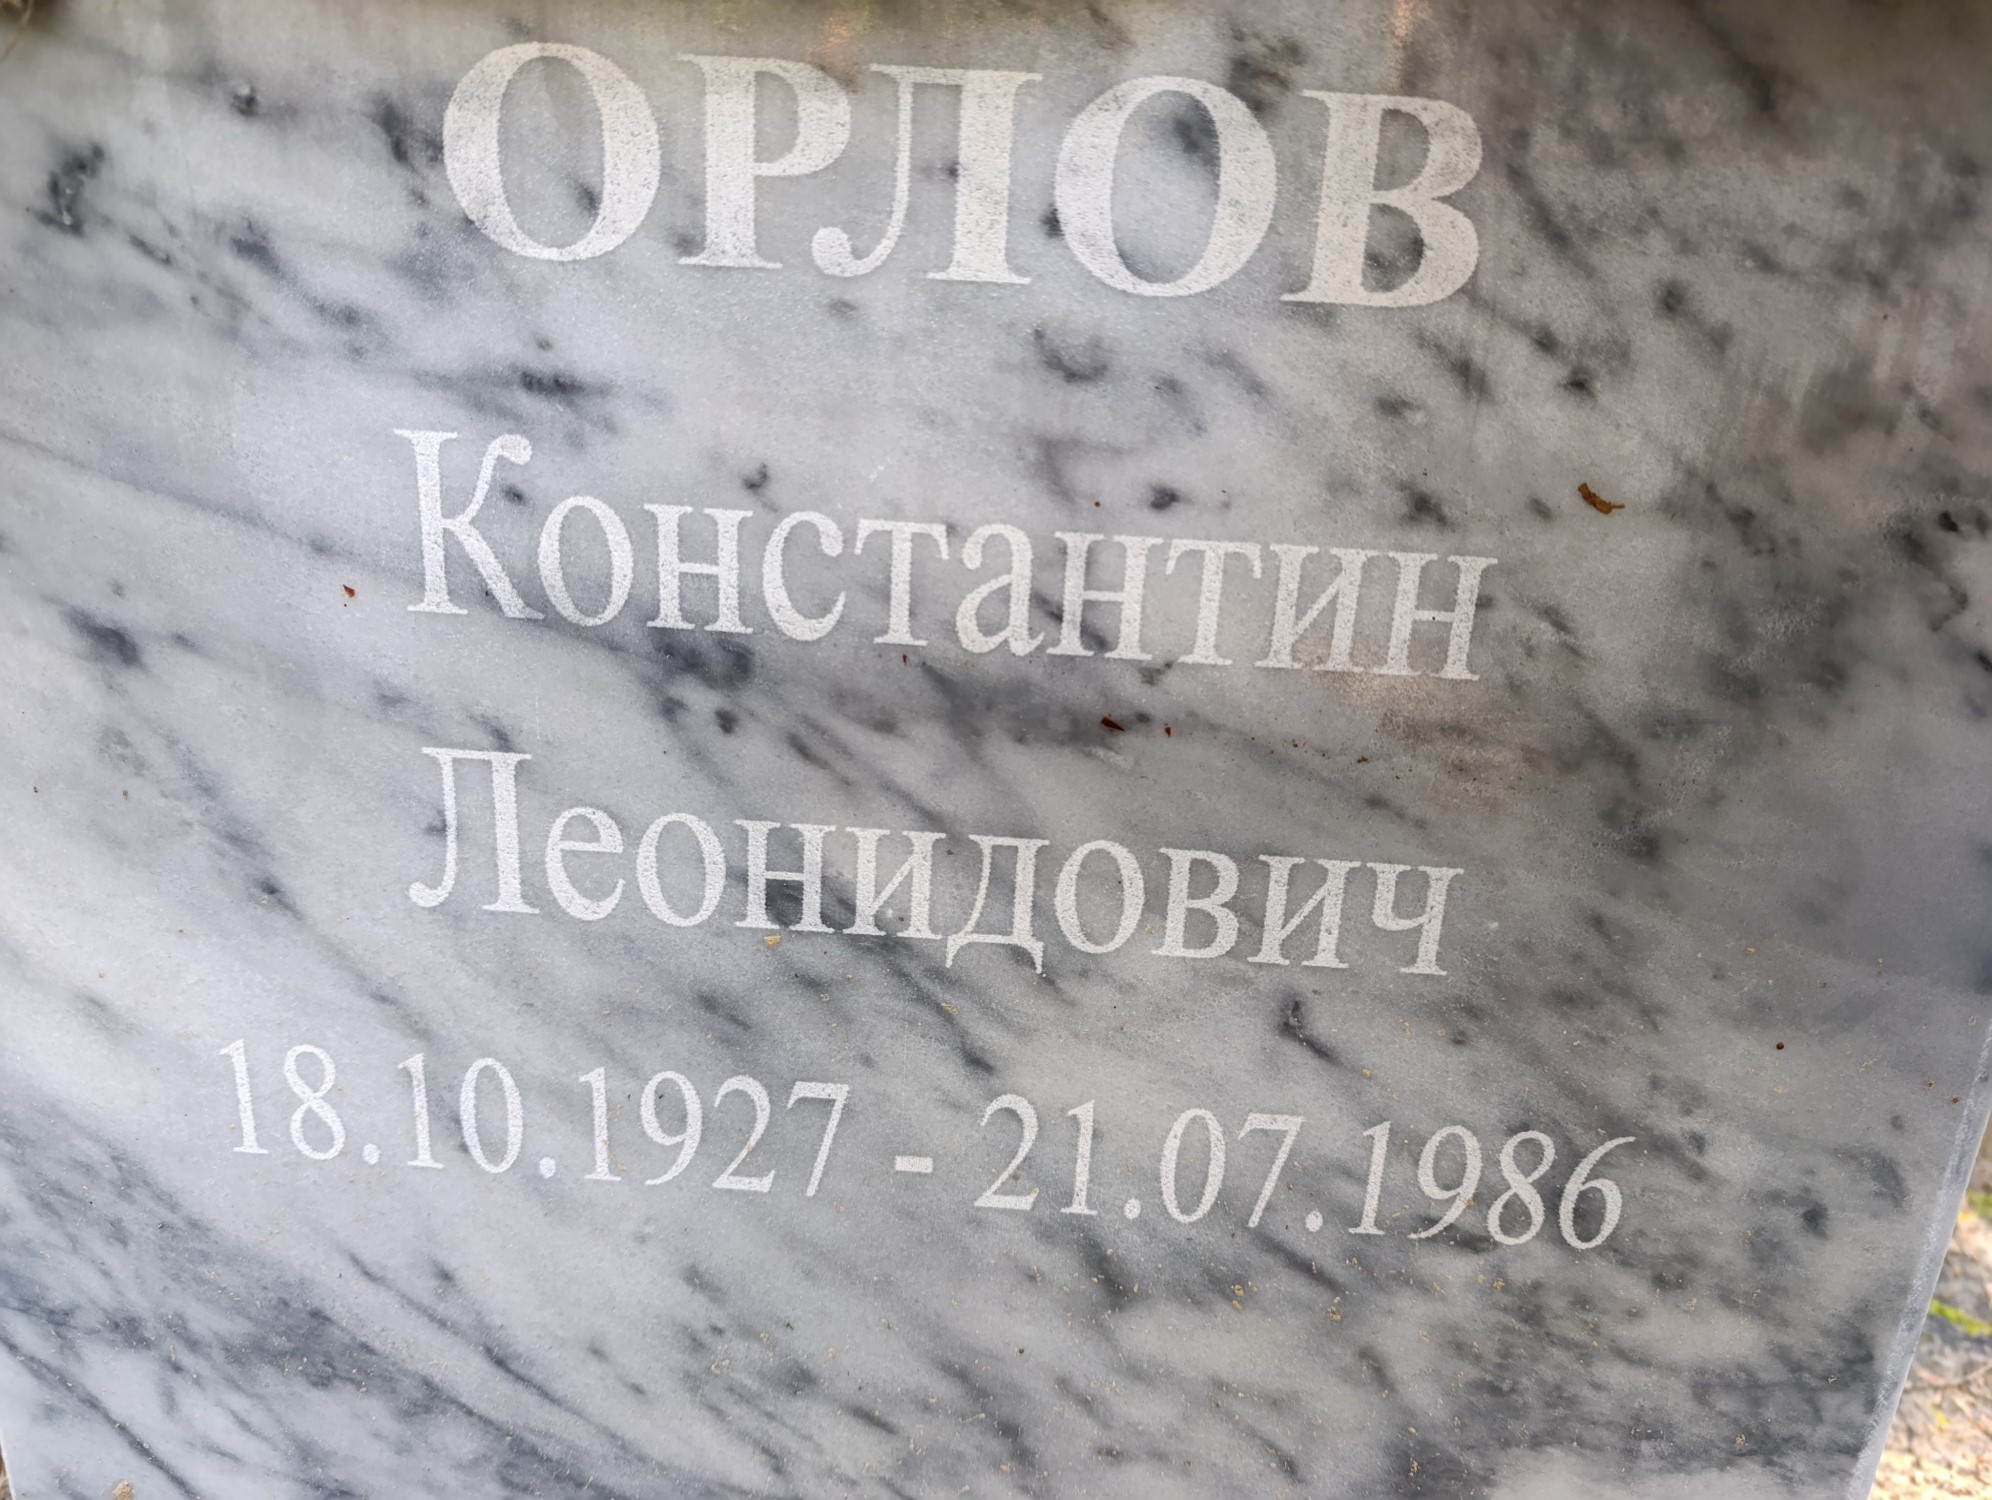 ОРЛОВ
Константин
Леонидович
18.10.1927 - 21.07.1986